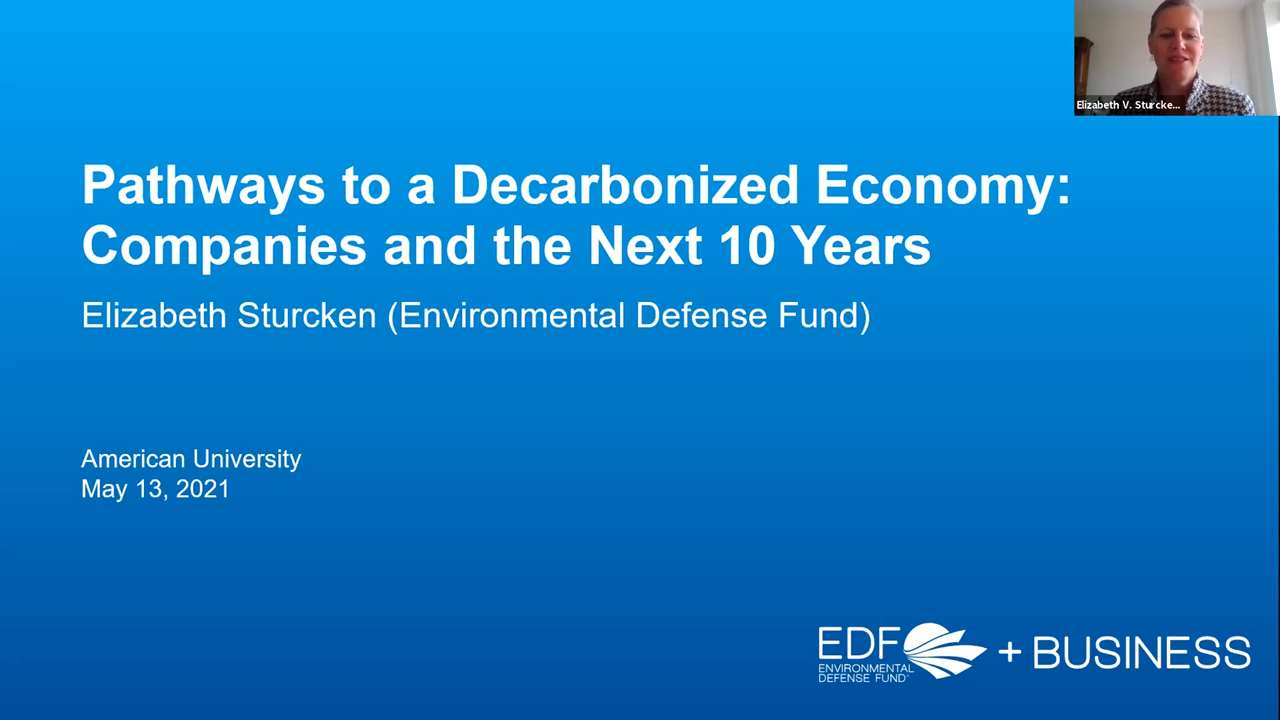 Elizabeth V. Sturcke...
Pathways to a Decarbonized Economy:
Companies and the Next 10 Years
Elizabeth Sturcken (Environmental Defense Fund)
American University
May 13, 2021
EDF + BUSINESS
ENVIRONMENTAL
DEFENSE FUND